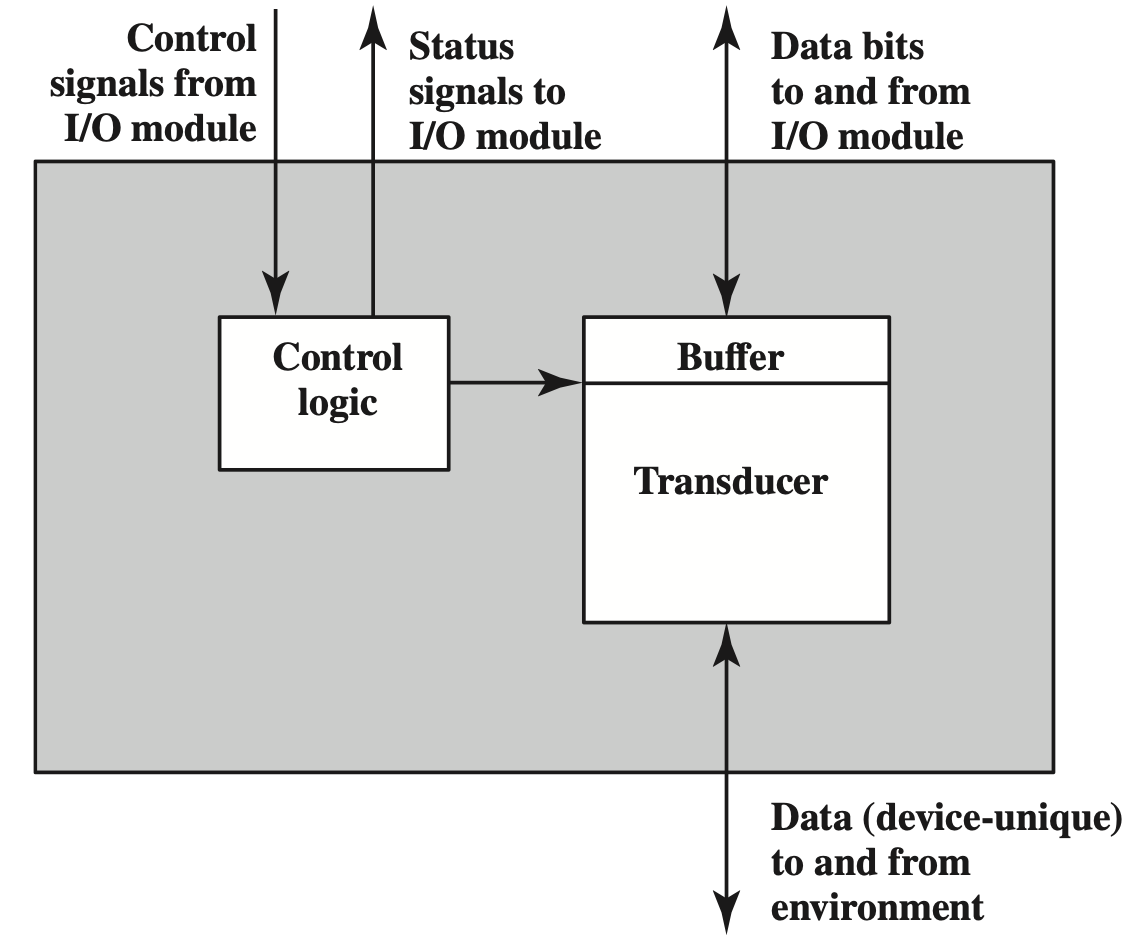 Control
signals from
I/O module
Status
signals to
I/O module
Data bits
to and from
I/O module
Control
logic
Buffer
Transducer
Data (device-unique)
to and from
environment